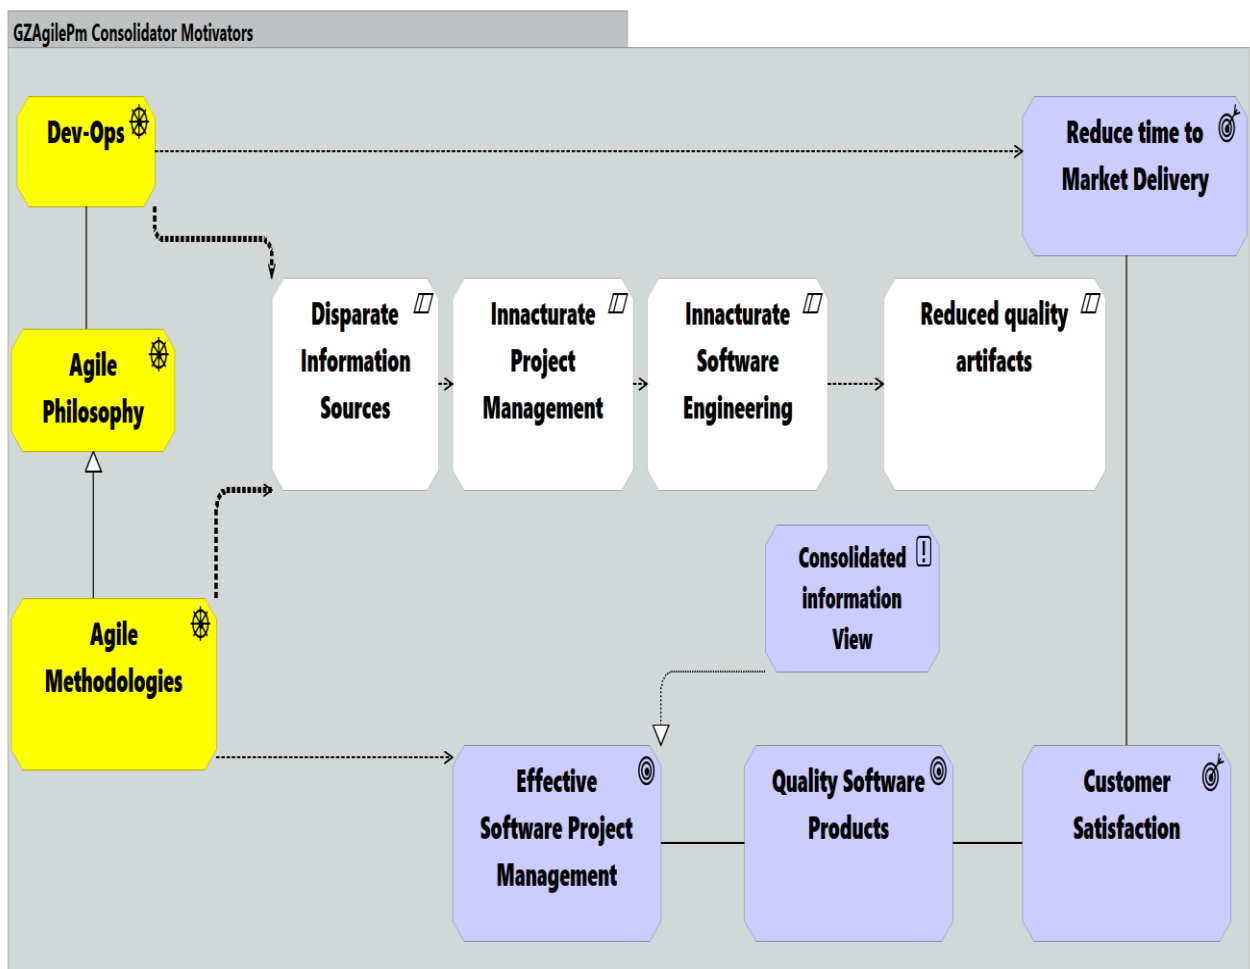 GZAgilePm Consolidator Motivators
Dev-Ops
Reduce time to
Market Delivery
Disparate
Information
Sources
Innacturate
Project
Management
Innacturate
Software
Engineering
Reduced quality
artifacts
Agile
Philosophy
Consolidated
information
View
Agile
Methodologies
Effective
Software Project
Management
Quality Software
Products
Customer
Satisfaction